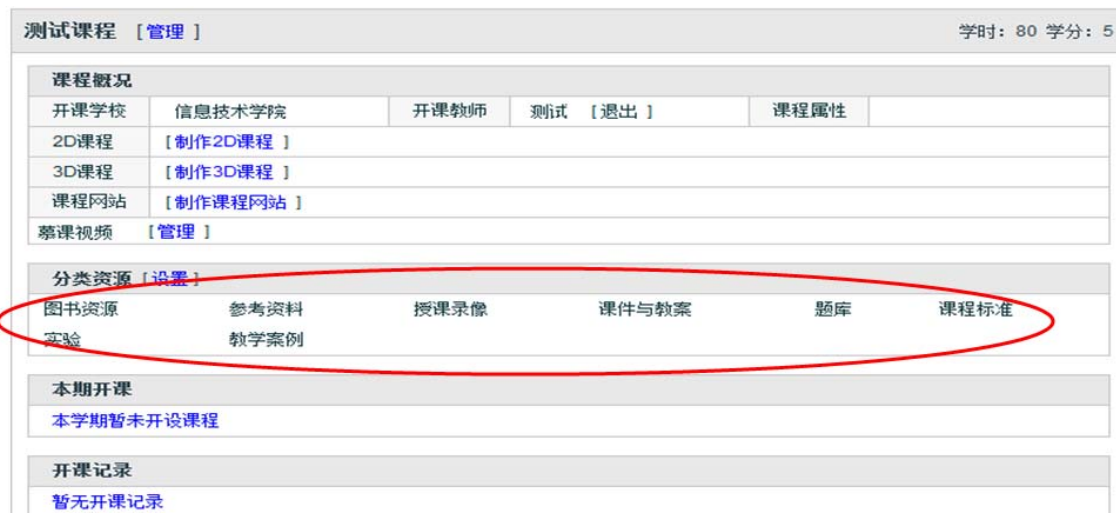 测试课程 [管理] 学时：80 学分：5
课程概况
开课学校 信息技术学院 开课教师 测试 [退出] 课程属性
2D课程 [制作2D课程]
3D课程 [制作3D课程]
课程网站 [制作课程网站]
慕课视频 [管理]
分类资源 [设置]
图书资源 参考资料 授课录像 课件与教案 题库 课程标准
实验 教学案例
本期开课
本学期暂未开设课程
开课记录
暂无开课记录